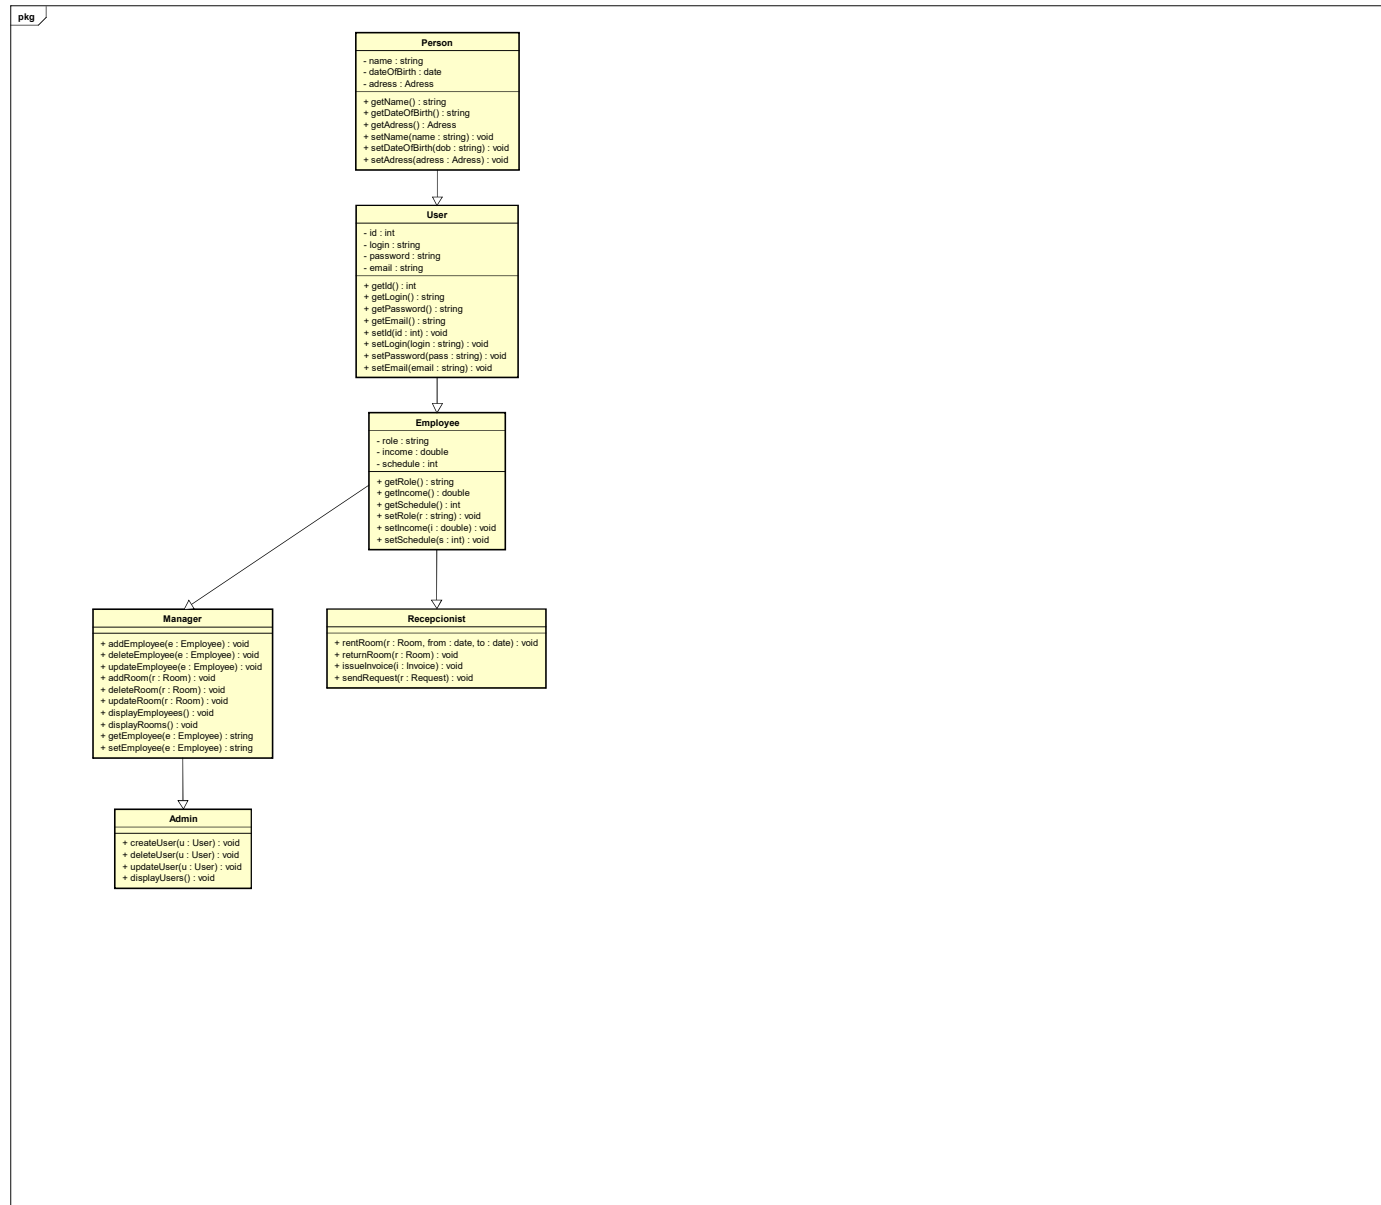 pkg
Person
- name : string
- dateOfBirth : date
- adress : Adress
+ getName() : string
+ getDateOfBirth() : string
+ getAdress() : Adress
+ setName(name : string) : void
+ setDateOfBirth(dob : string) : void
+ setAdress(adress : Adress) : void
User
- id : int
- login : string
- password : string
- email : string
+ getId() : int
+ getLogin() : string
+ getPassword() : string
+ getEmail() : string
+ setId(id : int) : void
+ setLogin(login : string) : void
+ setPassword(pass : string) : void
+ setEmail(email : string) : void
Employee
- role : string
- income : double
- schedule : int
+ getRole() : string
+ getIncome() : double
+ getSchedule() : int
+ setRole(r : string) : void
+ setIncome(i : double) : void
+ setSchedule(s : int) : void
Manager
+ addEmployee(e : Employee) : void
+ deleteEmployee(e : Employee) : void
+ updateEmployee(e : Employee) : void
+ addRoom(r : Room) : void
+ deleteRoom(r : Room) : void
+ updateRoom(r : Room) : void
+ displayEmployees() : void
+ displayRooms() : void
+ getEmployee(e : Employee) : string
+ setEmployee(e : Employee) : string
Recepcionist
+ rentRoom(r : Room, from : date, to : date) : void
+ returnRoom(r : Room) : void
+ issueInvoice(i : Invoice) : void
+ sendRequest(r : Request) : void
Admin
+ createUser(u : User) : void
+ deleteUser(u : User) : void
+ updateUser(u : User) : void
+ displayUsers() : void